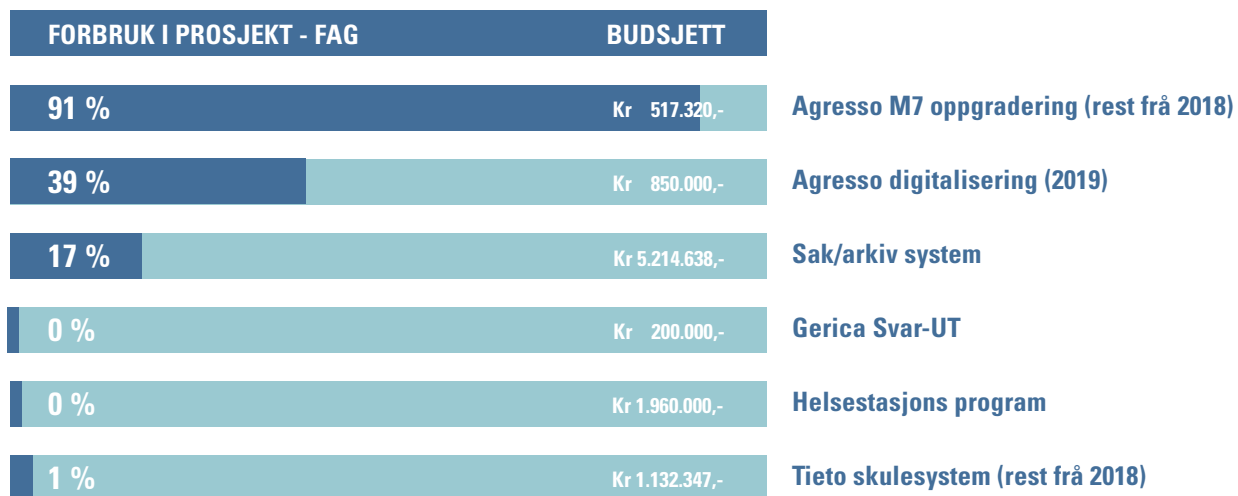 FORBRUK I PROSJEKT - FAG BUDSJETT
91 % Kr 517.320,- Agresso M7 oppgradering (rest frå 2018)
39 % Kr 850.000,- Agresso digitalisering (2019)
17 % Kr 5.214.638,- Sak/arkiv system
0 % Kr 200.000,- Gerica Svar-UT
0 % Kr 1.960.000,- Helsestasjons program
1 % Kr 1.132.347,- Tieto skulesystem (rest frå 2018)